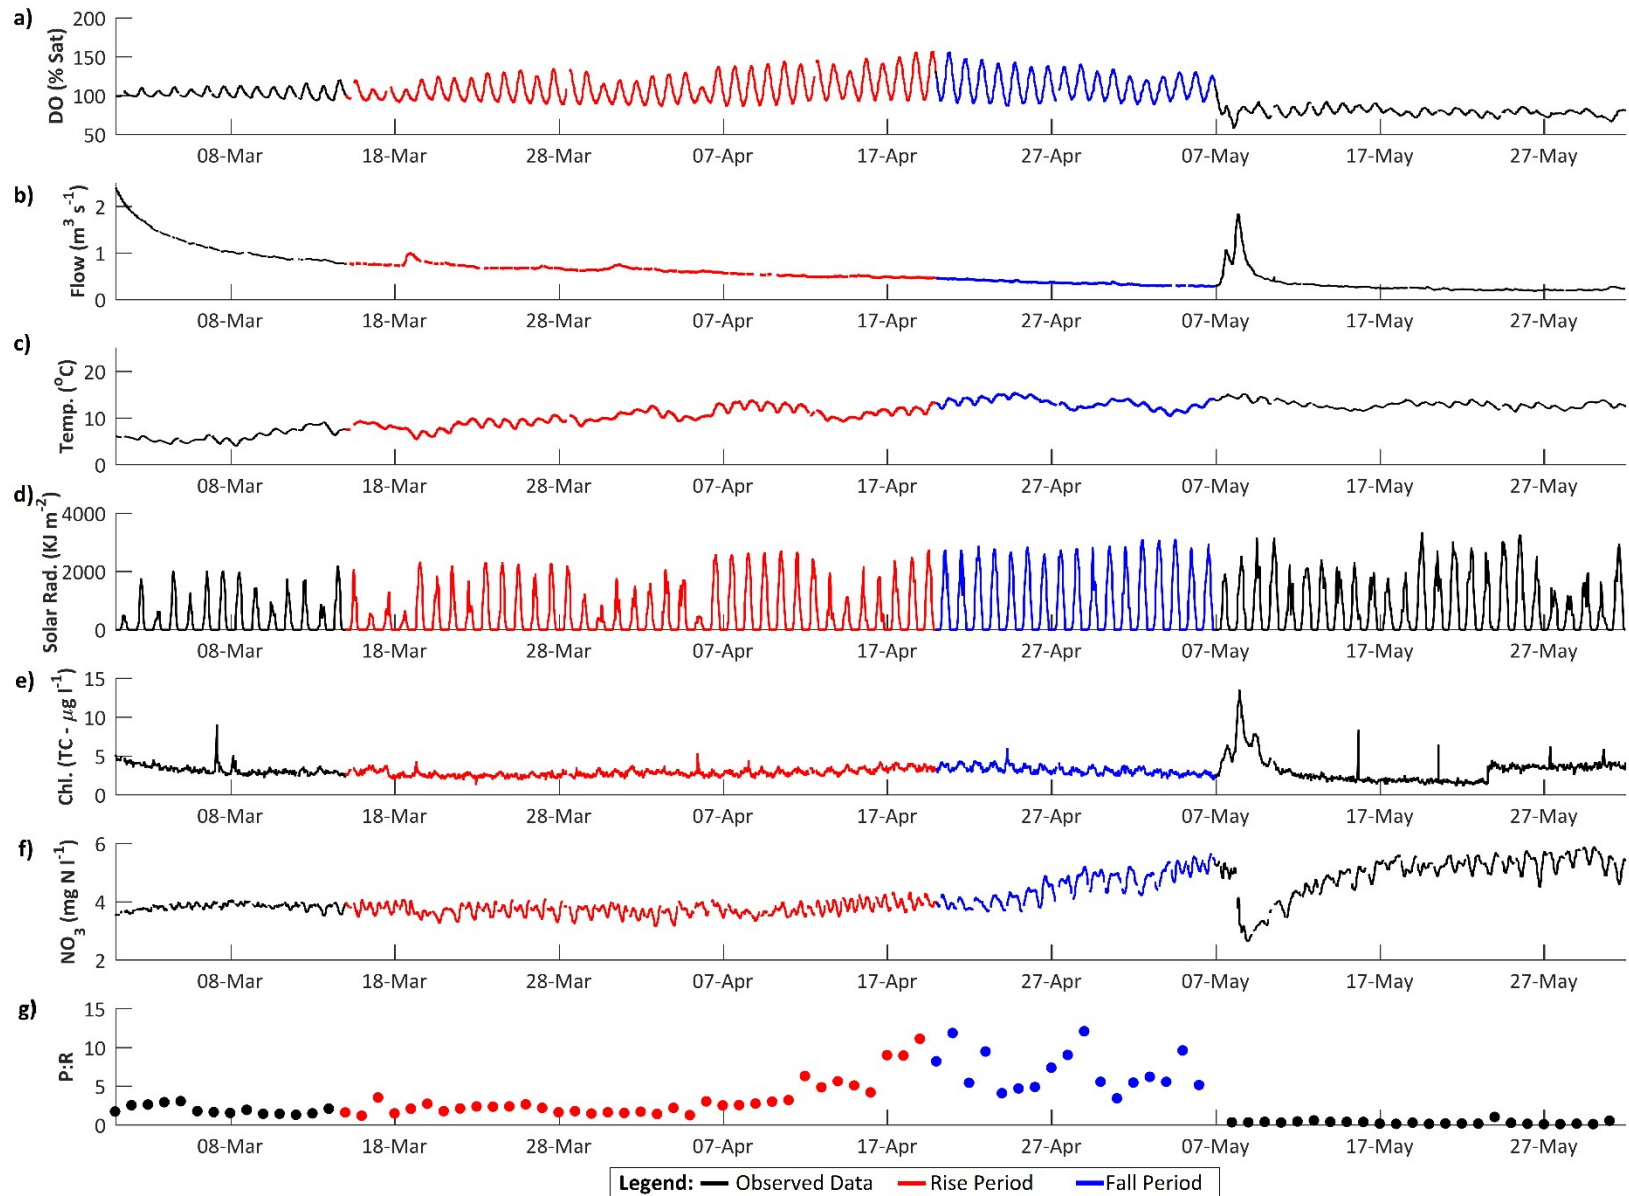 a)
DO (% Sat)
200
150
100
50
08-Mar 18-Mar 28-Mar 07-Apr 17-Apr 27-Apr 07-May 17-May 27-May
b)
Flow (m³ s⁻¹)
2
1
0
08-Mar 18-Mar 28-Mar 07-Apr 17-Apr 27-Apr 07-May 17-May 27-May
c)
Temp. (°C)
20
10
0
08-Mar 18-Mar 28-Mar 07-Apr 17-Apr 27-Apr 07-May 17-May 27-May
d)
Solar Rad. (KJ m⁻²)
4000
2000
0
08-Mar 18-Mar 28-Mar 07-Apr 17-Apr 27-Apr 07-May 17-May 27-May
e)
Chl. (TC - μg l⁻¹)
15
10
5
0
08-Mar 18-Mar 28-Mar 07-Apr 17-Apr 27-Apr 07-May 17-May 27-May
f)
NO₃ (mg N l⁻¹)
6
4
2
08-Mar 18-Mar 28-Mar 07-Apr 17-Apr 27-Apr 07-May 17-May 27-May
g)
P:R
15
10
5
0
08-Mar 18-Mar 28-Mar 07-Apr 17-Apr 27-Apr 07-May 17-May 27-May
Legend: Observed Data Rise Period Fall Period